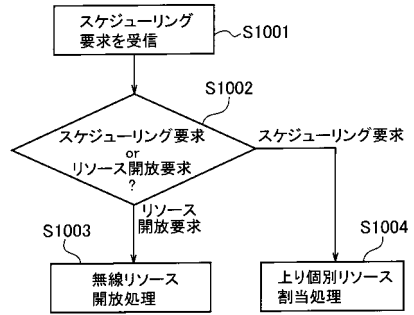 スケジューリング
要求を受信
S1001
S1002
スケジューリング要求
or
リソース開放要求
?
スケジューリング要求
リソース
開放要求
S1003
S1004
無線リソース
開放処理
上り個別リソース
割当処理